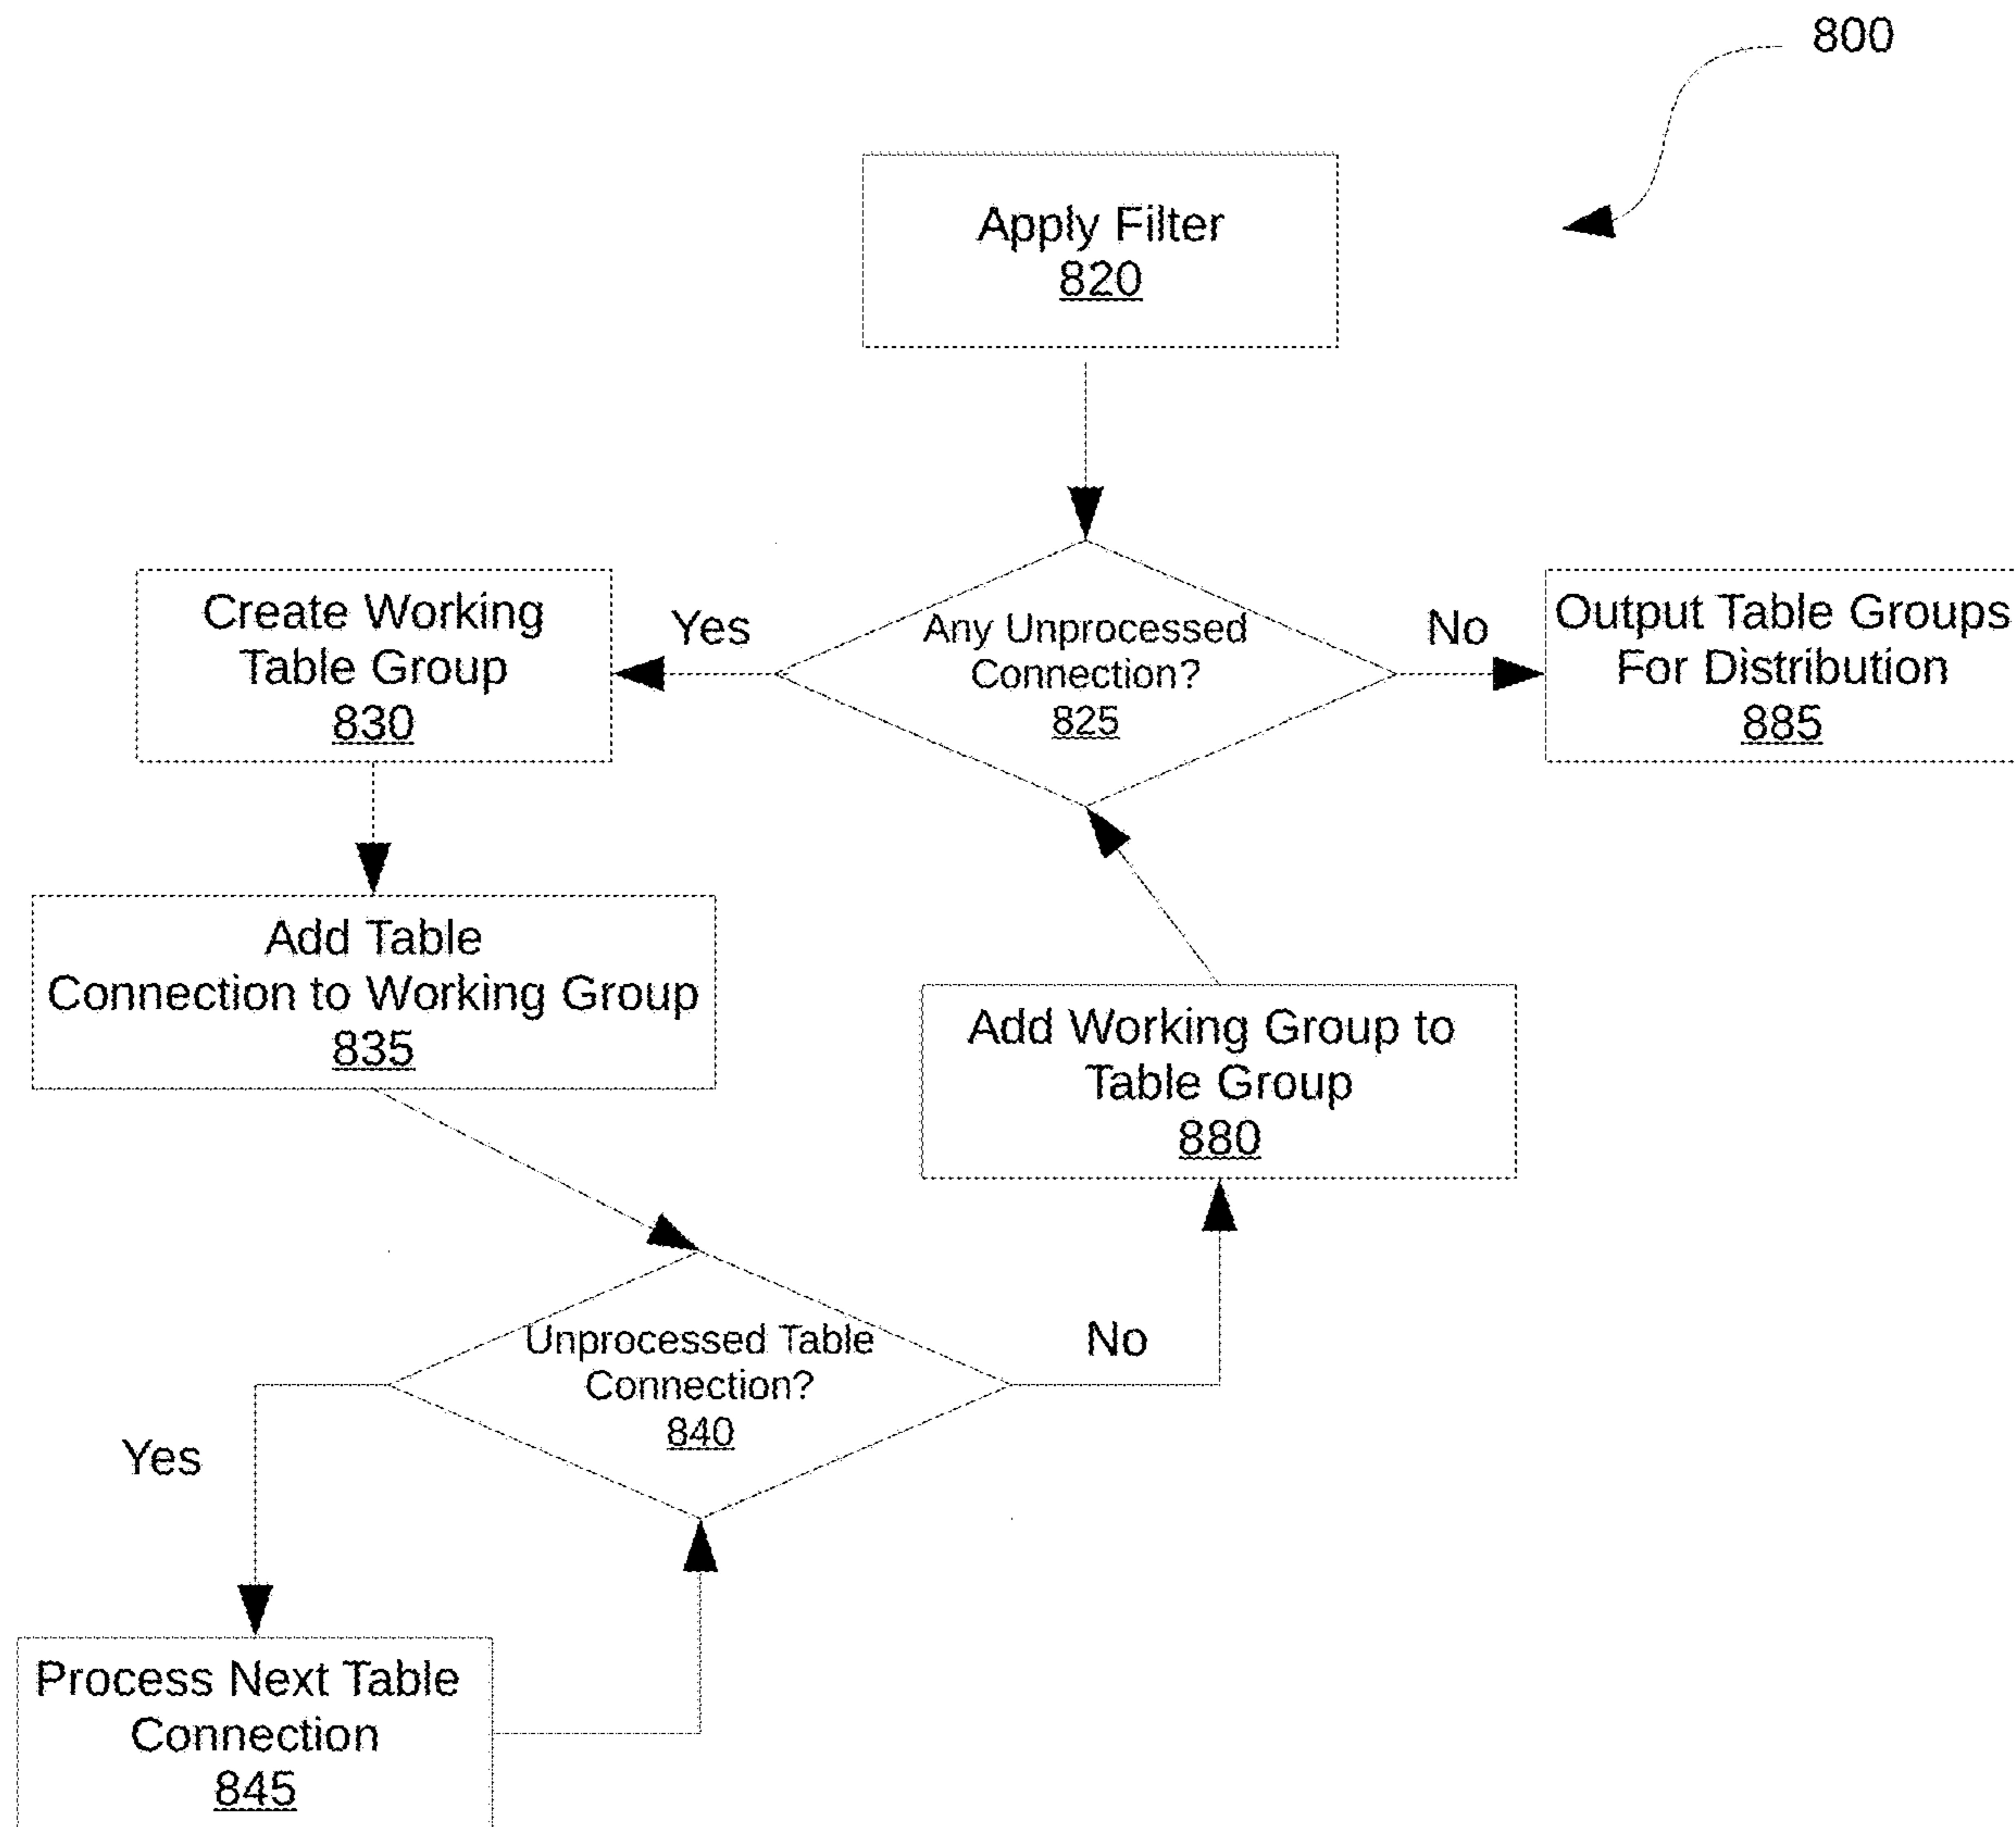 800
Apply Filter
820
Any Unprocessed
Connection?
825
Yes
No
Create Working
Table Group
830
Output Table Groups
For Distribution
885
Add Table
Connection to Working Group
835
Add Working Group to
Table Group
880
Unprocessed Table
Connection?
840
No
Yes
Process Next Table
Connection
845